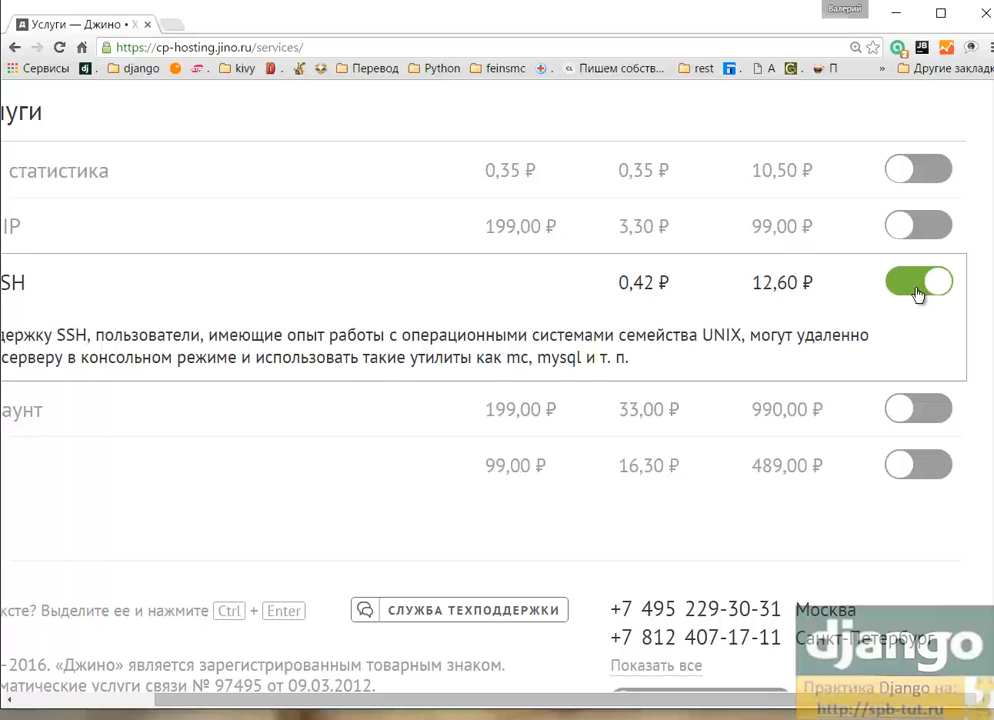 Валерий
Услуги — Джино •
https://cp-hosting.jino.ru/services/
Сервисы django kivy Перевод Python feinsmc Пишем собств... rest А П » Другие заклад
луги
статистика 0,35 ₽ 0,35 ₽ 10,50 ₽
IP 199,00 ₽ 3,30 ₽ 99,00 ₽
SH 0,42 ₽ 12,60 ₽
держку SSH, пользователи, имеющие опыт работы с операционными системами семейства UNIX, могут удаленно
серверу в консольном режиме и использовать такие утилиты как mc, mysql и т. п.
аунт 199,00 ₽ 33,00 ₽ 990,00 ₽
99,00 ₽ 16,30 ₽ 489,00 ₽
ксте? Выделите ее и нажмите Ctrl + Enter
СЛУЖБА ТЕХПОДДЕРЖКИ
+7 495 229-30-31 Москва
+7 812 407-17-11 Санкт-Петербург
Показать все
-2016. «Джино» является зарегистрированным товарным знаком.
матические услуги связи № 97495 от 09.03.2012.
django
Практика Django на:
http://spb-tut.ru